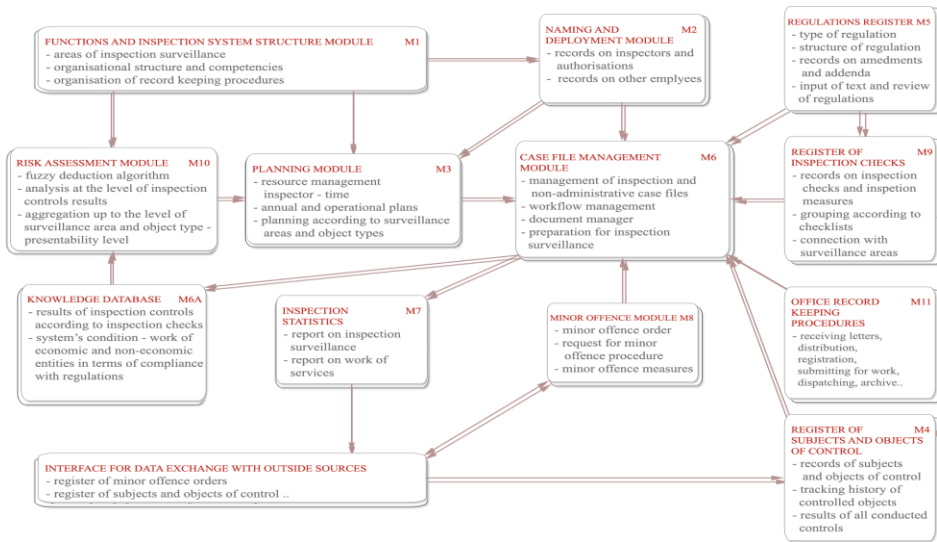 FUNCTIONS AND INSPECTION SYSTEM STRUCTURE MODULE M1
- areas of inspection surveillance
- organisational structure and competencies
- organisation of record keeping procedures
NAMING AND M2
DEPLOYMENT MODULE
- records on inspectors and
authorisations
- records on other emplyees
REGULATIONS REGISTER M5
- type of regulation
- structure of regulation
- records on amedments
and addenda
- input of text and review
of regulations
RISK ASSESSMENT MODULE M10
- fuzzy deduction algorithm
- analysis at the level of inspection
controls results
- aggregation up to the level of
surveillance area and object type -
presentability level
PLANNING MODULE M3
- resource management
inspector - time
- annual and operational plans
- planning according to surveillance
areas and object types
CASE FILE MANAGEMENT M6
MODULE
- management of inspection and
non-administrative case files
- workflow management
- document manager
- preparation for inspection
surveillance
REGISTER OF M9
INSPECTION CHECKS
- records on inspection
checks and inspetion
measures
- grouping according to
checklists
- connection with
surveillance areas
KNOWLEDGE DATABASE M6A
- results of inspection controls
according to inspection checks
- system's condition - work of
economic and non-economic
entities in terms of compliance
with regulations
INSPECTION M7
STATISTICS
- report on inspection
surveillance
- report on work of
services
MINOR OFFENCE MODULE M8
- minor offence order
- request for minor
offence procedure
- minor offence measures
OFFICE RECORD M11
KEEPING
PROCEDURES
- receiving letters,
distribution,
registration,
submitting for work,
dispatching, archive..
INTERFACE FOR DATA EXCHANGE WITH OUTSIDE SOURCES
- register of minor offence orders
- register of subjects and objects of control ..
REGISTER OF M4
SUBJECTS AND OBJECTS
OF CONTROL
- records of subjects
and objects of control
- tracking history of
controlled objects
- results of all conducted
controls